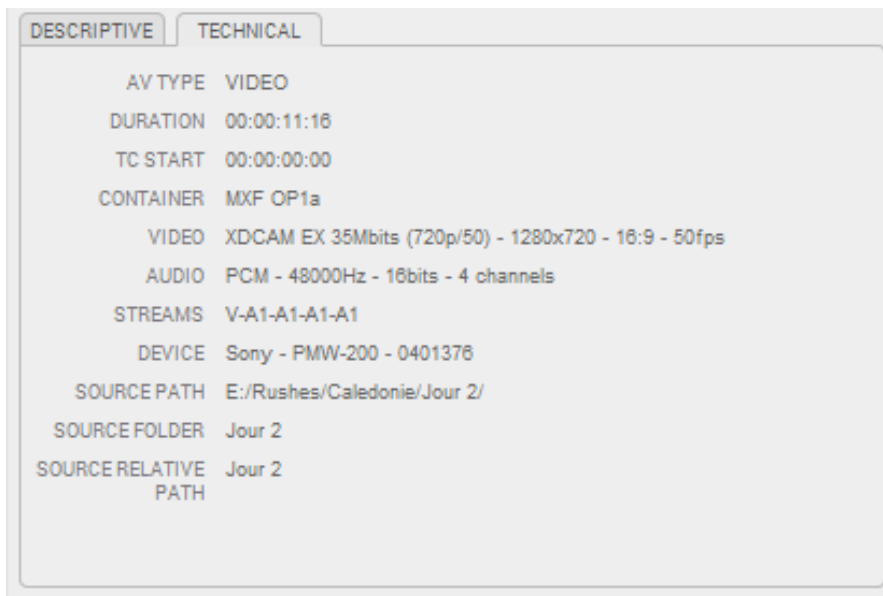 DESCRIPTIVE TECHNICAL
AV TYPE VIDEO
DURATION 00:00:11:16
TC START 00:00:00:00
CONTAINER MXF OP1a
VIDEO XDCAM EX 35Mbits (720p/50) - 1280x720 - 16:9 - 50fps
AUDIO PCM - 48000Hz - 16bits - 4 channels
STREAMS V-A1-A1-A1-A1
DEVICE Sony - PMW-200 - 0401376
SOURCE PATH E:/Rushes/Caledonie/Jour 2/
SOURCE FOLDER Jour 2
SOURCE RELATIVE Jour 2
PATH